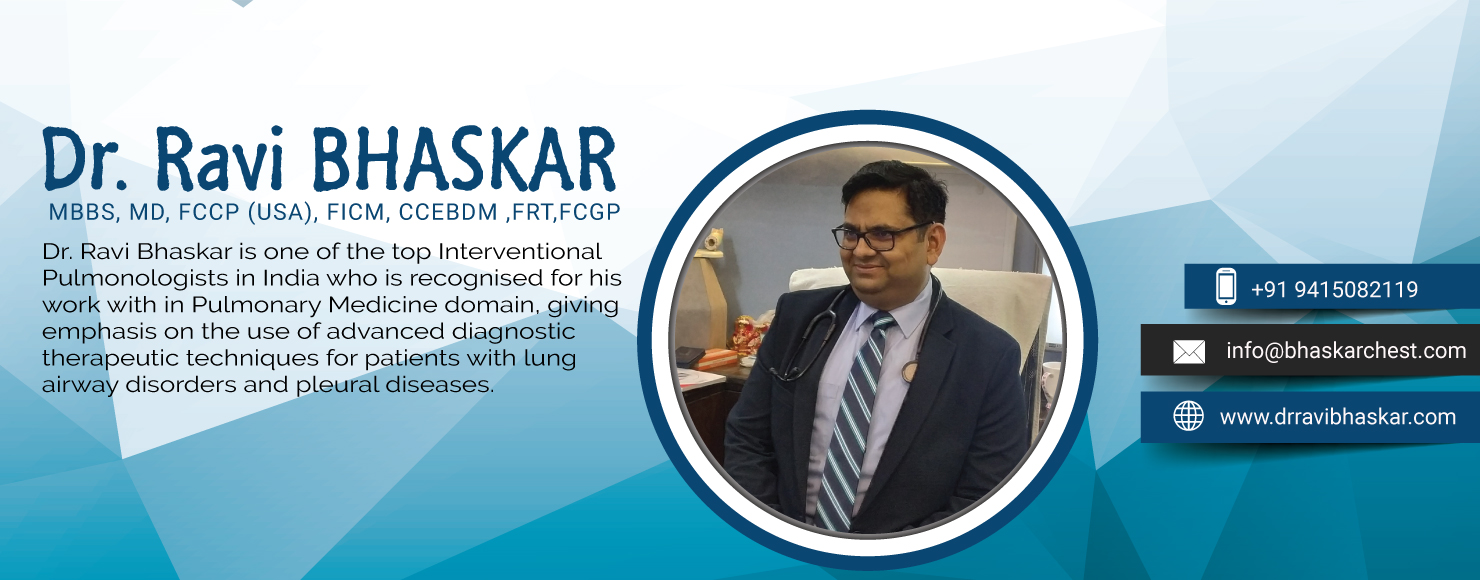 Dr. Ravi BHASKAR
MBBS, MD, FCCP (USA), FICM, CCEBDM ,FRT,FCGP
Dr. Ravi Bhaskar is one of the top Interventional
Pulmonologists in India who is recognised for his
work with in Pulmonary Medicine domain, giving
emphasis on the use of advanced diagnostic
therapeutic techniques for patients with lung
airway disorders and pleural diseases.
+91 9415082119
info@bhaskarchest.com
www.drravibhaskar.com